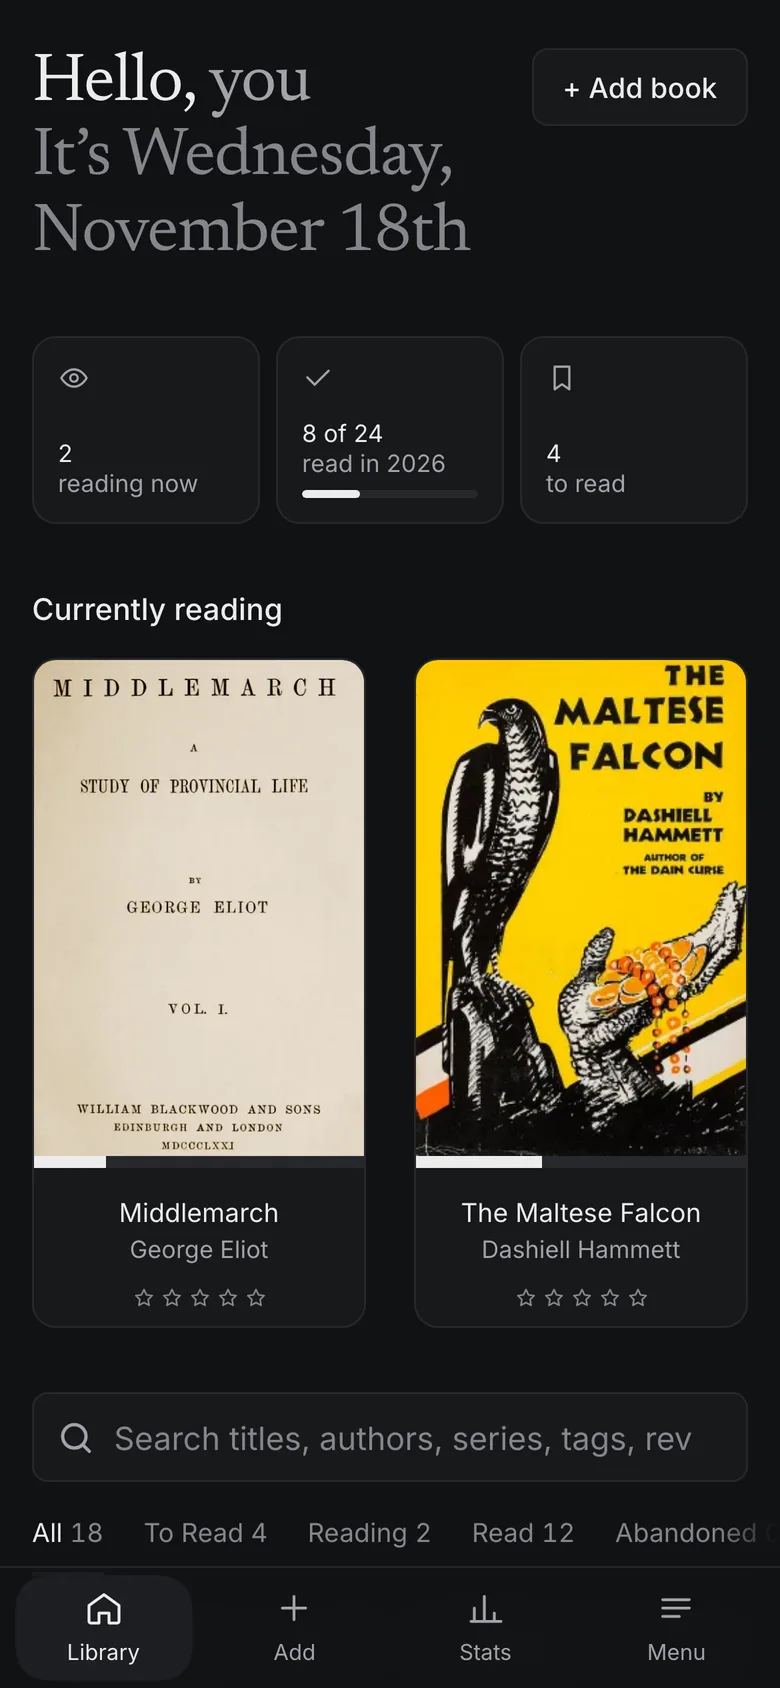 Hello, you
+ Add book
It's Wednesday,
November 18th
2
reading now
8 of 24
read in 2026
4
to read
Currently reading
MIDDLEMARCH
A
STUDY OF PROVINCIAL LIFE
BY
GEORGE ELIOT
VOL. I.
WILLIAM BLACKWOOD AND SONS
EDINBURGH AND LONDON
MDCCCLXXI
THE
MALTESE
FALCON
BY
DASHIELL
HAMMETT
AUTHOR OF
THE DAIN CURSE
Middlemarch
George Eliot
The Maltese Falcon
Dashiell Hammett
Search titles, authors, series, tags, rev
All 18 To Read 4 Reading 2 Read 12 Abandoned
Library
Add
Stats
Menu